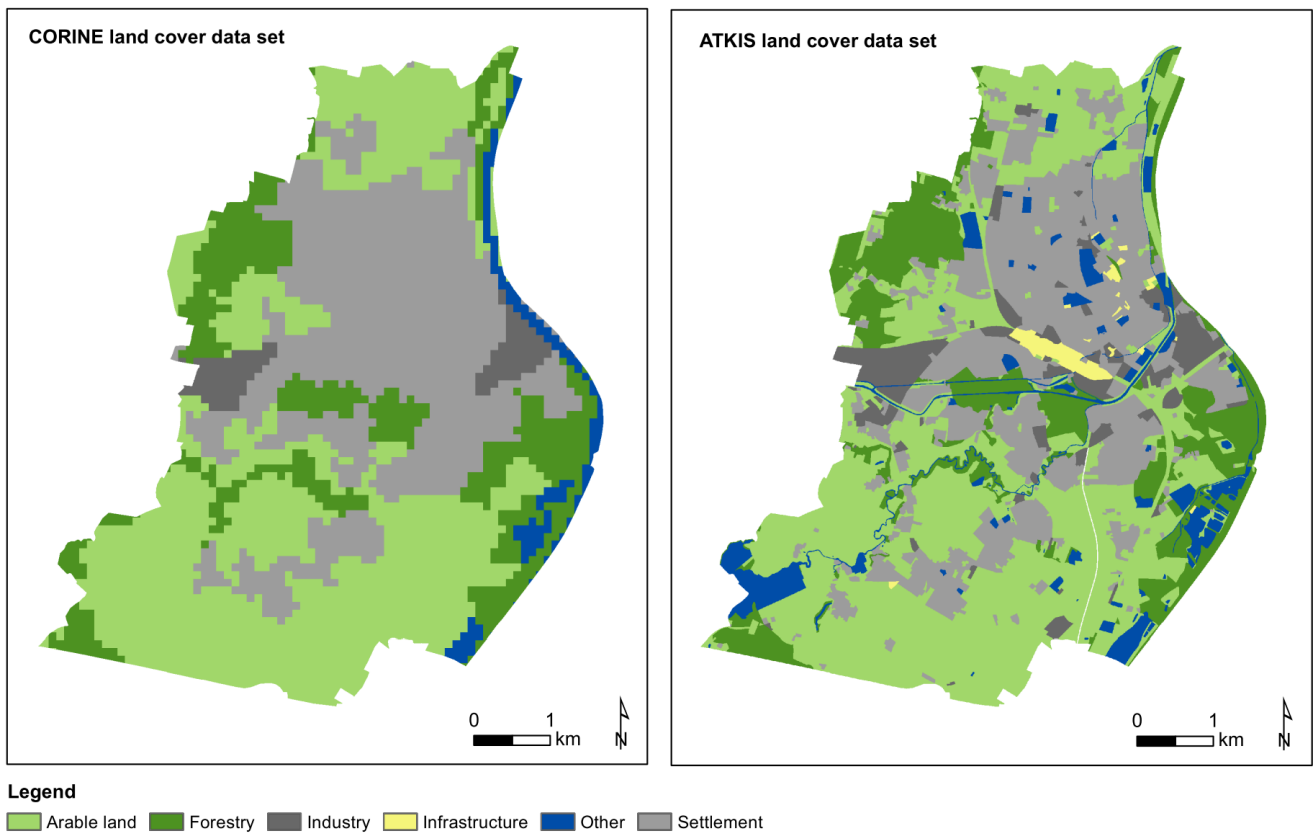 CORINE land cover data set
0 1
km
N
ATKIS land cover data set
0 1
km
N
Legend
Arable land Forestry Industry Infrastructure Other Settlement